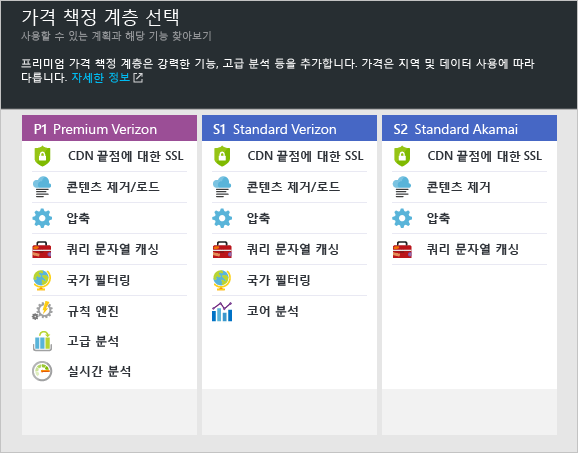 가격 책정 계층 선택
사용할 수 있는 계획과 해당 기능 찾아보기
프리미엄 가격 책정 계층은 강력한 기능, 고급 분석 등을 추가합니다. 가격은 지역 및 데이터 사용에 따라
다릅니다. 자세한 정보
P1 Premium Verizon
CDN 끝점에 대한 SSL
콘텐츠 제거/로드
압축
쿼리 문자열 캐싱
국가 필터링
규칙 엔진
고급 분석
실시간 분석
S1 Standard Verizon
CDN 끝점에 대한 SSL
콘텐츠 제거/로드
압축
쿼리 문자열 캐싱
국가 필터링
코어 분석
S2 Standard Akamai
CDN 끝점에 대한 SSL
콘텐츠 제거
압축
쿼리 문자열 캐싱